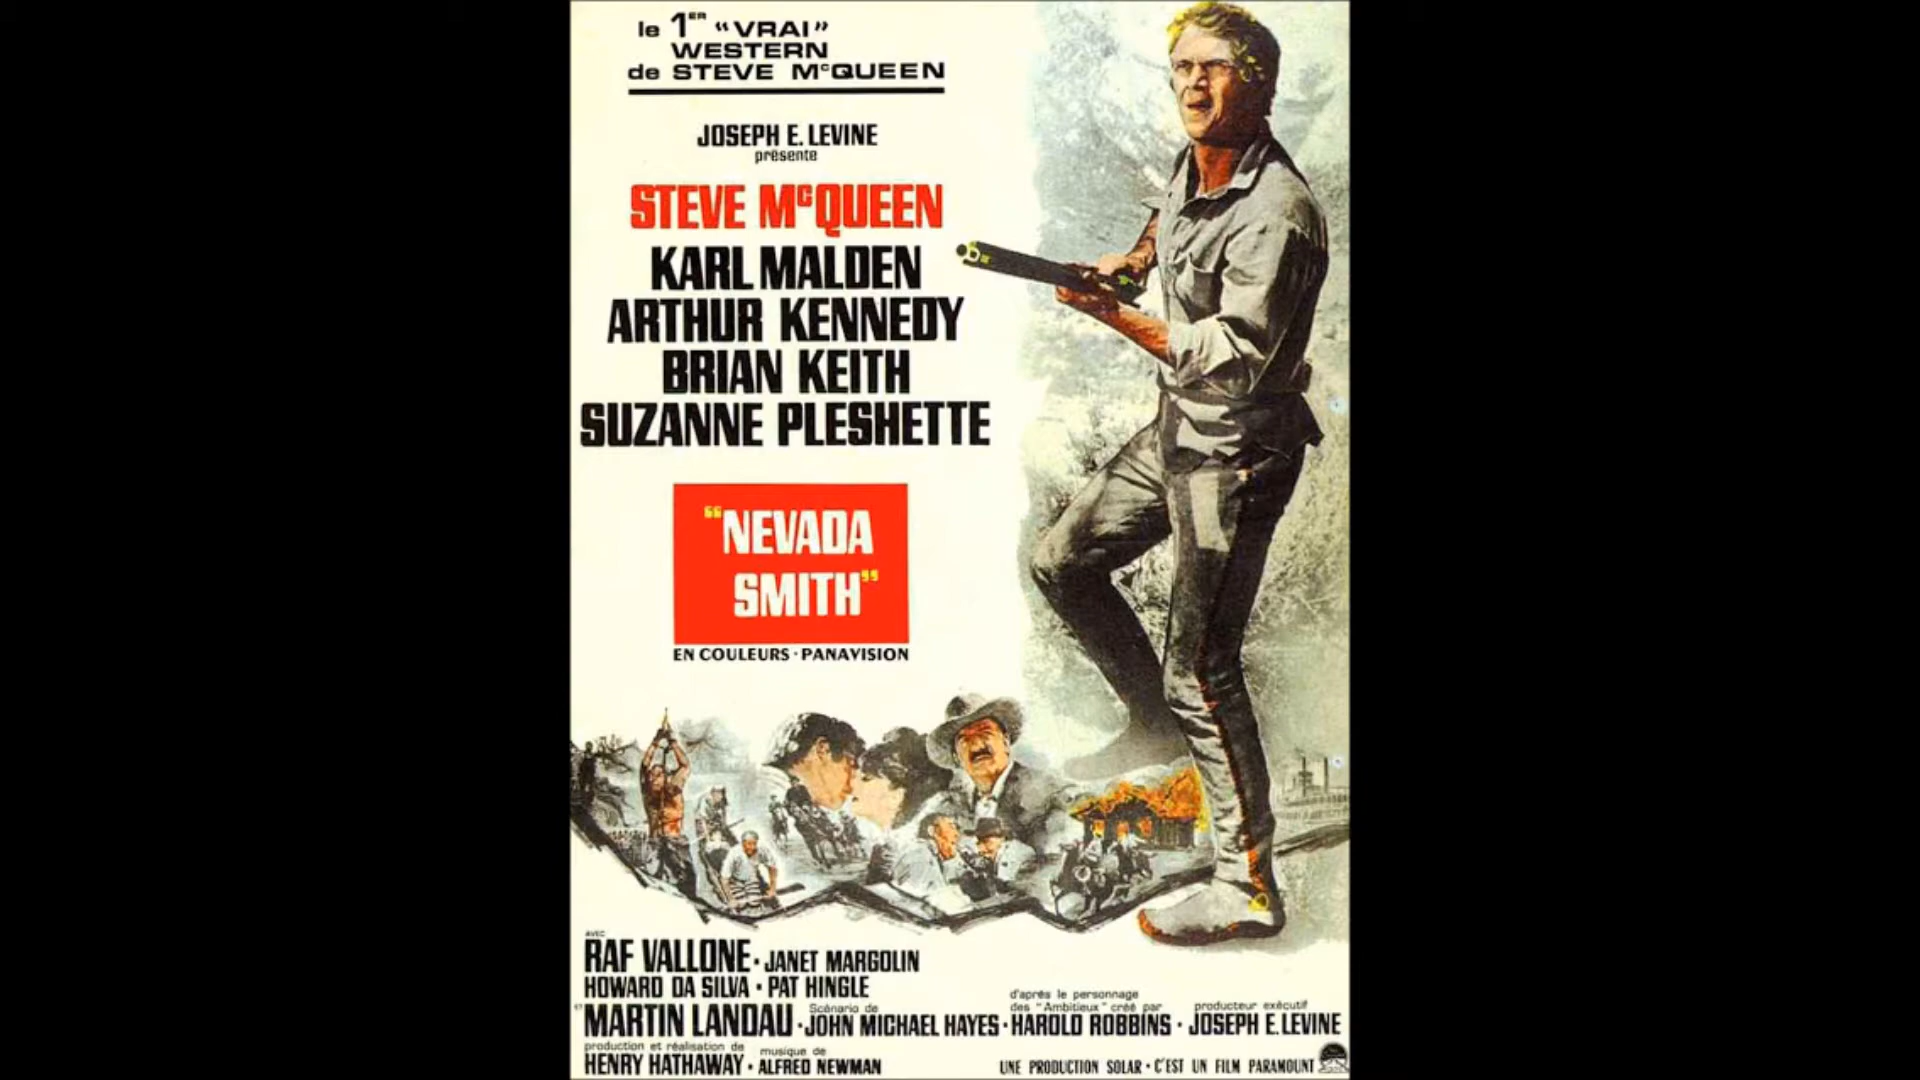 le 1ER "VRAI"
WESTERN
de STEVE McQUEEN
JOSEPH E. LEVINE
présente
STEVE McQUEEN
KARL MALDEN
ARTHUR KENNEDY
BRIAN KEITH
SUZANNE PLESHETTE
"NEVADA
SMITH"
EN COULEURS · PANAVISION
AVEC
RAF VALLONE · JANET MARGOLIN
HOWARD DA SILVA · PAT HINGLE
ET MARTIN LANDAU · Scénario de JOHN MICHAEL HAYES · d'après le personnage des "Ambitieux" créé par HAROLD ROBBINS · producteur exécutif JOSEPH E. LEVINE
production et réalisation de HENRY HATHAWAY · musique de ALFRED NEWMAN
UNE PRODUCTION SOLAR · C'EST UN FILM PARAMOUNT